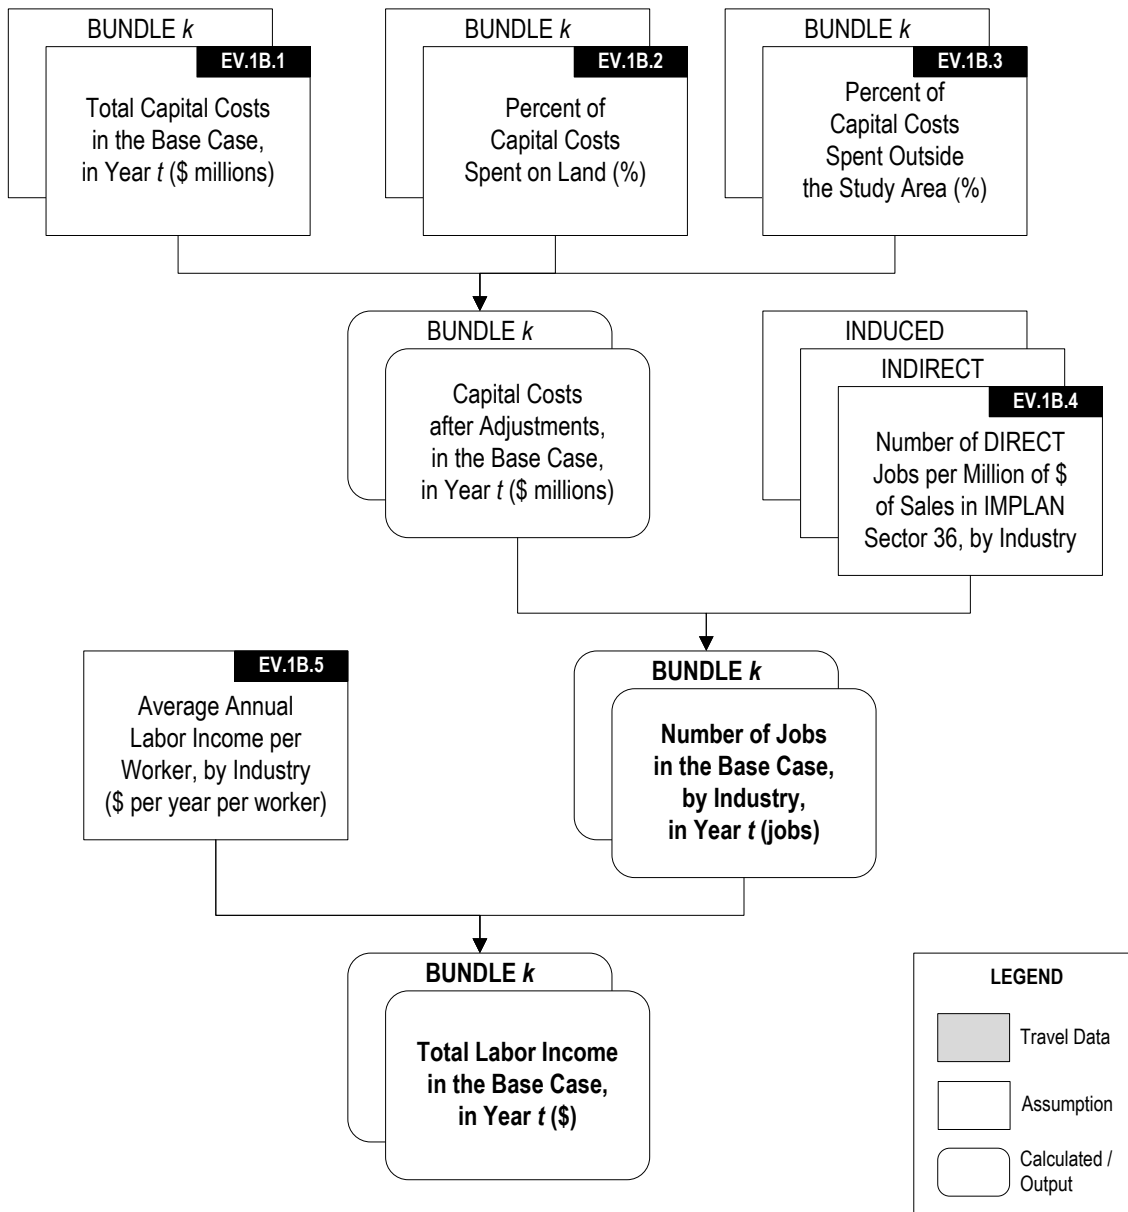 BUNDLE k
EV.1B.1
Total Capital Costs
in the Base Case,
in Year t ($ millions)
BUNDLE k
EV.1B.2
Percent of
Capital Costs
Spent on Land (%)
BUNDLE k
EV.1B.3
Percent of
Capital Costs
Spent Outside
the Study Area (%)
BUNDLE k
Capital Costs
after Adjustments,
in the Base Case,
in Year t ($ millions)
INDUCED
INDIRECT
EV.1B.4
Number of DIRECT
Jobs per Million of $
of Sales in IMPLAN
Sector 36, by Industry
EV.1B.5
Average Annual
Labor Income per
Worker, by Industry
($ per year per worker)
BUNDLE k
Number of Jobs
in the Base Case,
by Industry,
in Year t (jobs)
BUNDLE k
Total Labor Income
in the Base Case,
in Year t ($)
LEGEND
Travel Data
Assumption
Calculated /
Output